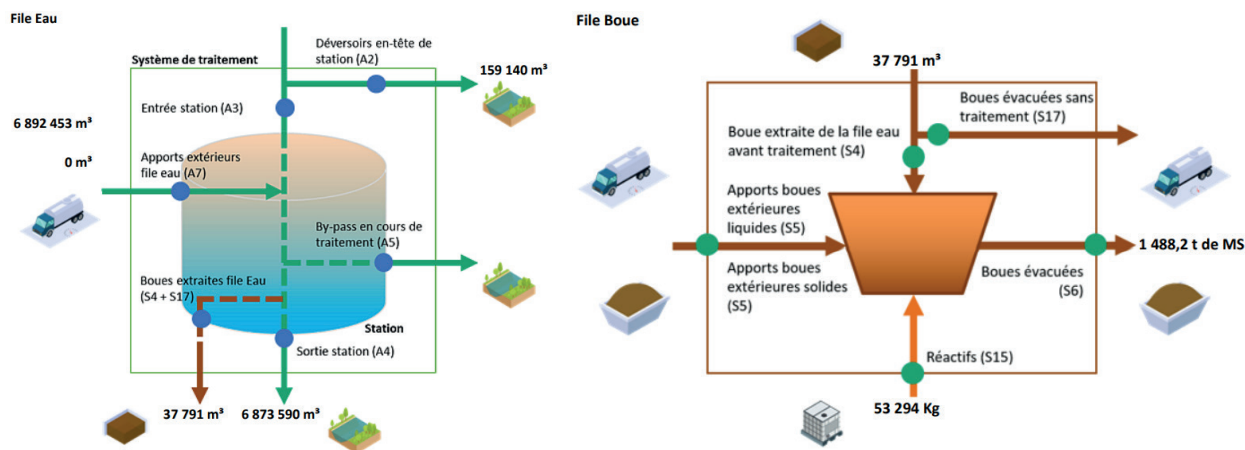 File Eau
Déversoirs en-tête de
station (A2)
Système de traitement
159 140 m³
Entrée station (A3)
6 892 453 m³
0 m³
Apports extérieurs
file eau (A7)
By-pass en cours de
traitement (A5)
Boues extraites file Eau
(S4 + S17)
Station
Sortie station (A4)
37 791 m³
6 873 590 m³
File Boue
37 791 m³
Boues évacuées sans
traitement (S17)
Boue extraite de la file eau
avant traitement (S4)
Apports boues
extérieures
liquides (S5)
1 488,2 t de MS
Apports boues
extérieures solides
(S5)
Boues évacuées
(S6)
Réactifs (S15)
53 294 Kg